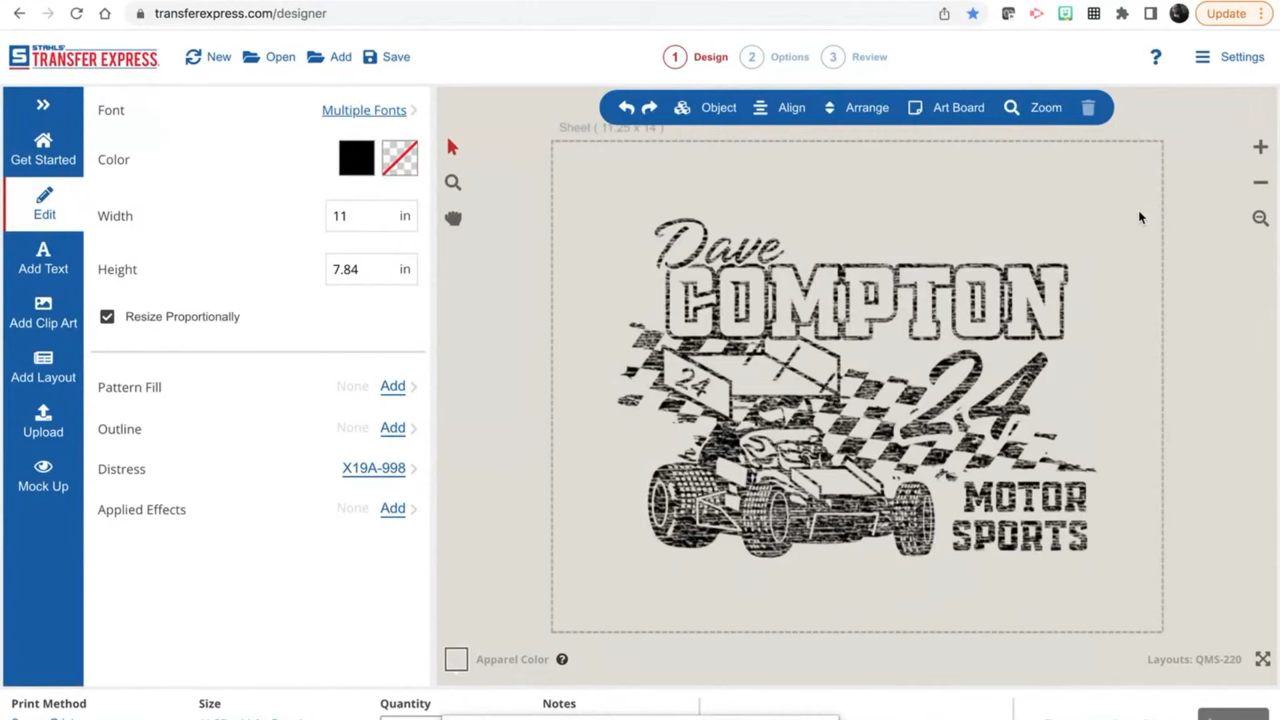 transferexpress.com/designer
Update
STAHLS'
TRANSFER EXPRESS
New
Open
Add
Save
1 Design
2 Options
3 Review
?
Settings
Get Started
Edit
Add Text
Add Clip Art
Add Layout
Upload
Mock Up
Font
Multiple Fonts
Color
Width
11 in
Height
7.84 in
Resize Proportionally
Pattern Fill
None Add
Outline
None Add
Distress
X19A-998
Applied Effects
None Add
Object
Align
Arrange
Art Board
Zoom
Sheet ( 11.25 x 14 )
Dave
COMPTON
24
24
MOTOR
SPORTS
Apparel Color ?
Layouts: QMS-220
Print Method
Size
Quantity
Notes